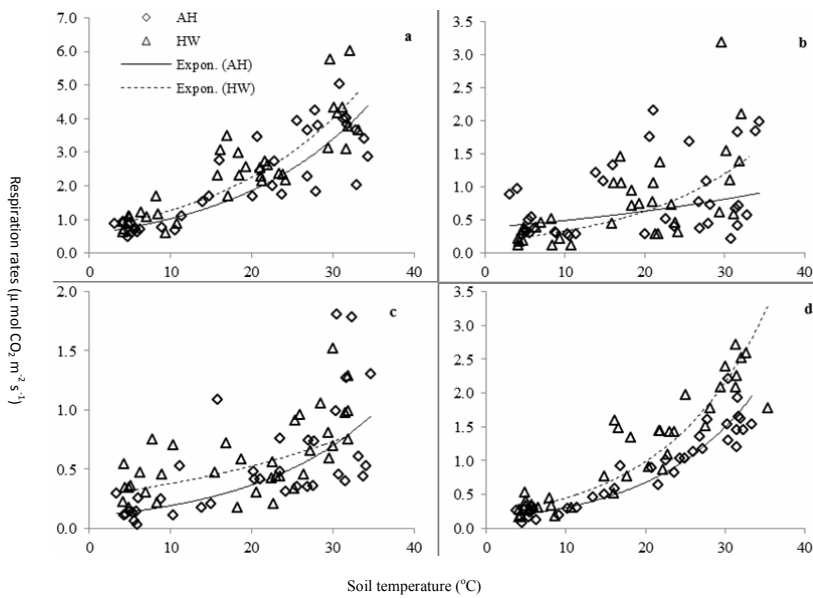 7.0
6.0
5.0
4.0
3.0
2.0
1.0
0.0
0 10 20 30 40
AH
HW
Expon. (AH)
Expon. (HW)
a
3.5
3.0
2.5
2.0
1.5
1.0
0.5
0.0
0 10 20 30 40
b
2.0
1.5
1.0
0.5
0.0
0 10 20 30 40
c
3.5
3.0
2.5
2.0
1.5
1.0
0.5
0.0
0 10 20 30 40
d
Respiration rates (μ mol CO₂ m⁻² s⁻¹)
Soil temperature (°C)